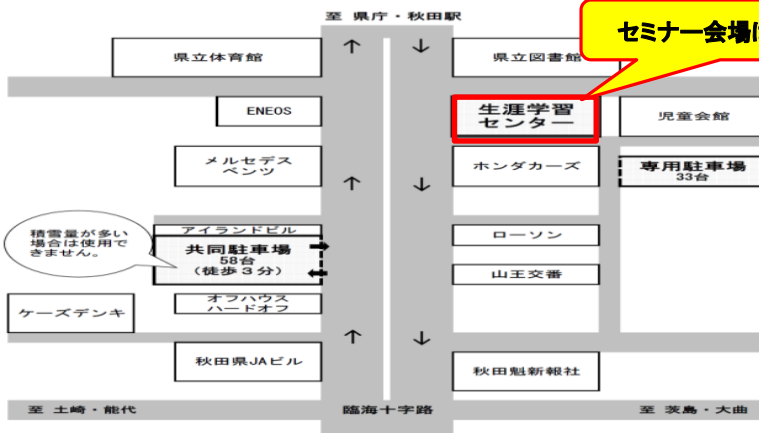 至 県庁・秋田駅
セミナー会場は
県立体育館
県立図書館
ENEOS
生涯学習
センター
児童会館
メルセデス
ベンツ
ホンダカーズ
専用駐車場
33台
積雪量が多い
場合は使用で
きません。
アイランドビル
共同駐車場
58台
(徒歩3分)
ローソン
山王交番
オフハウス
ハードオフ
ケーズデンキ
秋田県JAビル
秋田魁新報社
至 土崎・能代
臨海十字路
至 茨島・大曲